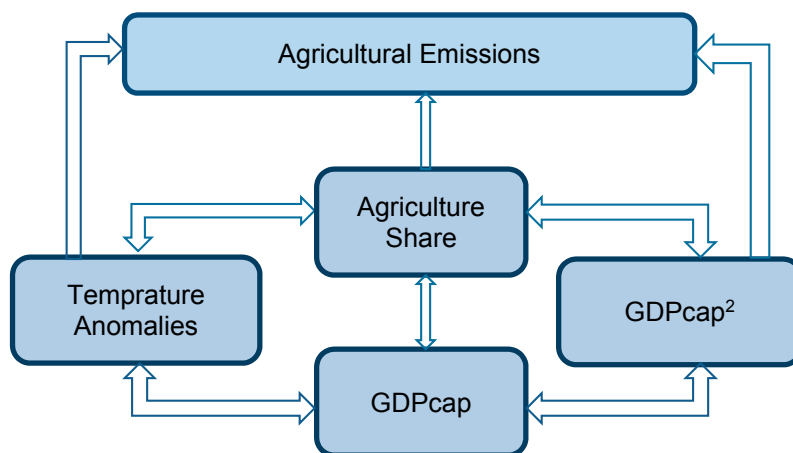 Agricultural Emissions
Agriculture
Share
Temprature
Anomalies
GDPcap²
GDPcap